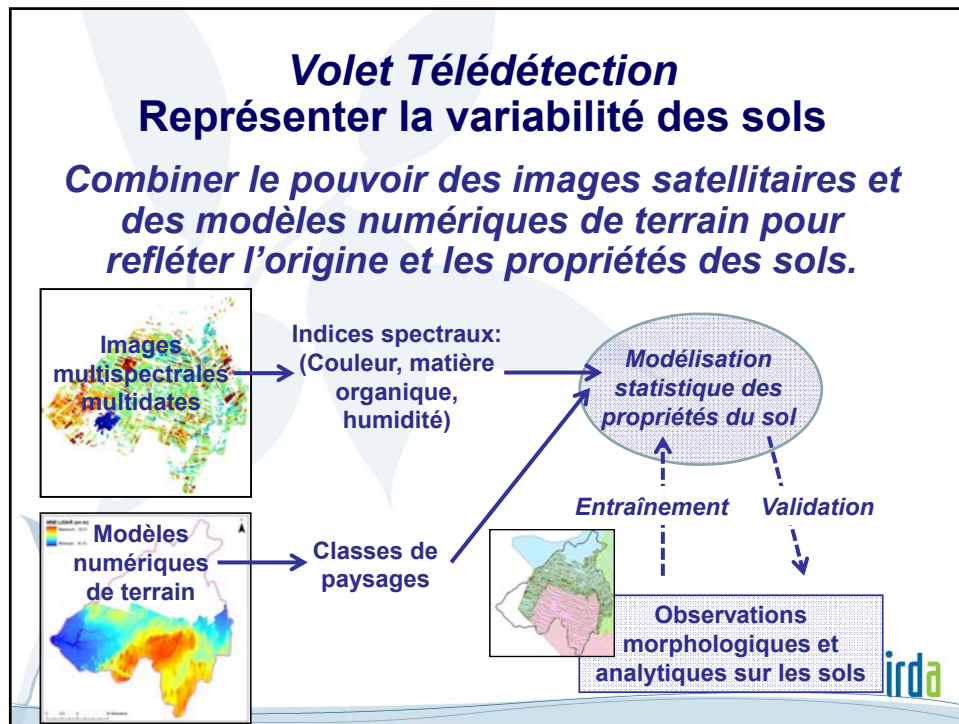 Volet Télédétection
Représenter la variabilité des sols
Combiner le pouvoir des images satellitaires et
des modèles numériques de terrain pour
refléter l’origine et les propriétés des sols.
Images
multispectrales
multidates
Indices spectraux:
(Couleur, matière
organique,
humidité)
Modélisation
statistique des
propriétés du sol
Entraînement
Validation
Modèles
numériques
de terrain
Classes de
paysages
Observations
morphologiques et
analytiques sur les sols
irda